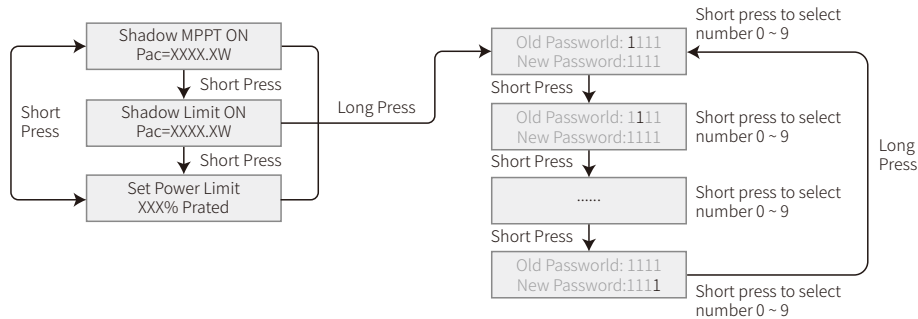 Shadow MPPT ON
Pac=XXXX.XW
Short Press
Shadow Limit ON
Pac=XXXX.XW
Short Press
Set Power Limit
XXX% Prated
Short
Press
Long Press
Short press to select
number 0 ~ 9
Old Passworld: 1111
New Password:1111
Short Press
Old Passworld: 1111
New Password:1111
Short press to select
number 0 ~ 9
Short Press
......
Short press to select
number 0 ~ 9
Short Press
Old Passworld: 1111
New Password:1111
Short press to select
number 0 ~ 9
Long
Press